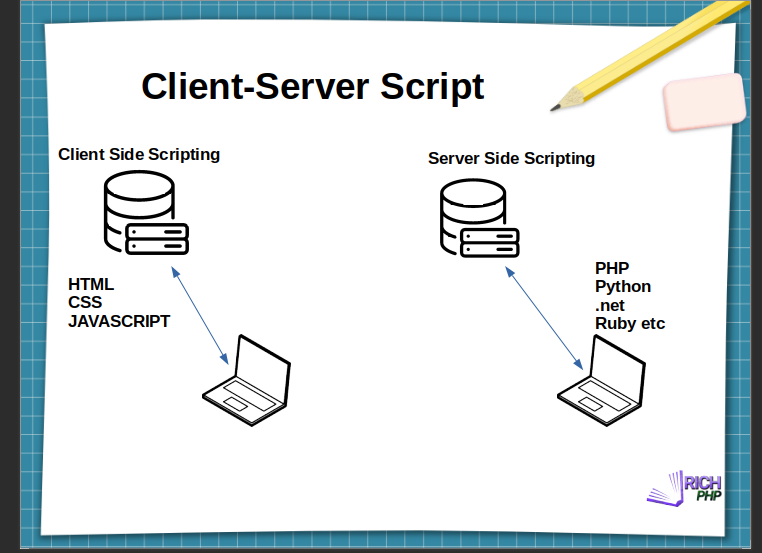 Client-Server Script
Client Side Scripting
Server Side Scripting
HTML
CSS
JAVASCRIPT
PHP
Python
.net
Ruby etc
RICH
PHP